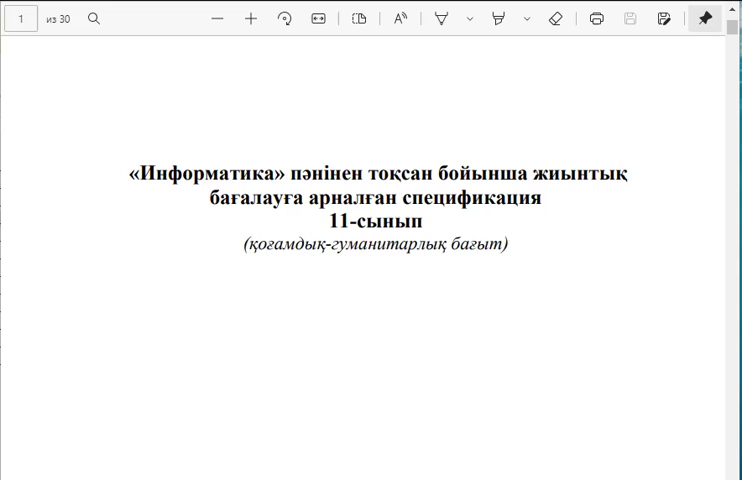 1 из 30
«Информатика» пәнінен тоқсан бойынша жиынтық
бағалауға арналған спецификация
11-сынып
(қоғамдық-гуманитарлық бағыт)